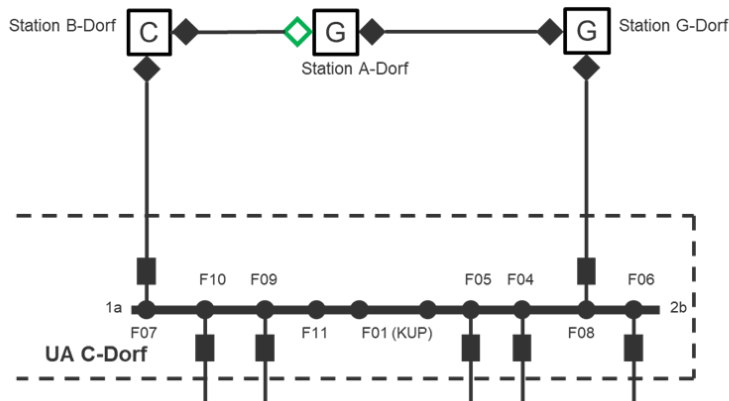 Station B-Dorf
C
G
G
Station G-Dorf
Station A-Dorf
F10
F09
F05
F04
F06
1a
2b
F07
F11
F01 (KUP)
F08
UA C-Dorf